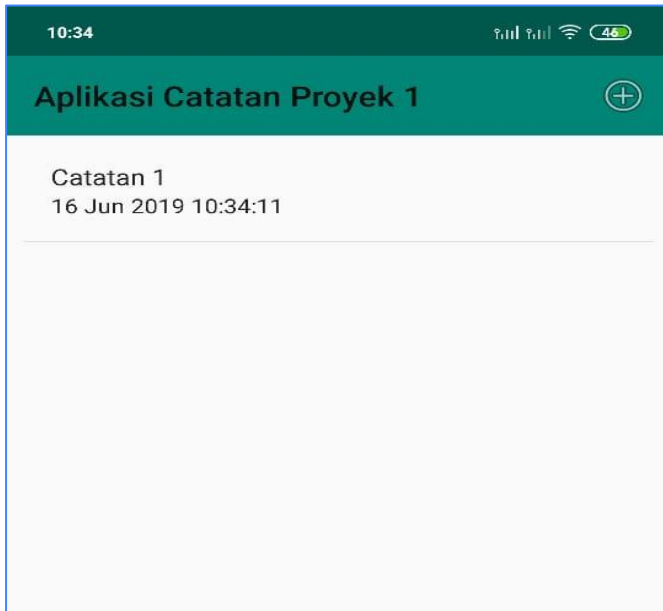 10:34
46
Aplikasi Catatan Proyek 1
Catatan 1
16 Jun 2019 10:34:11